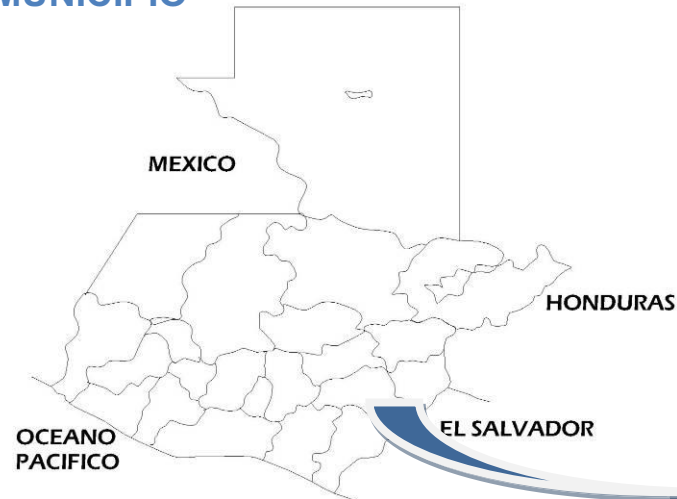 MUNICIPIO
MEXICO
HONDURAS
EL SALVADOR
OCEANO
PACIFICO